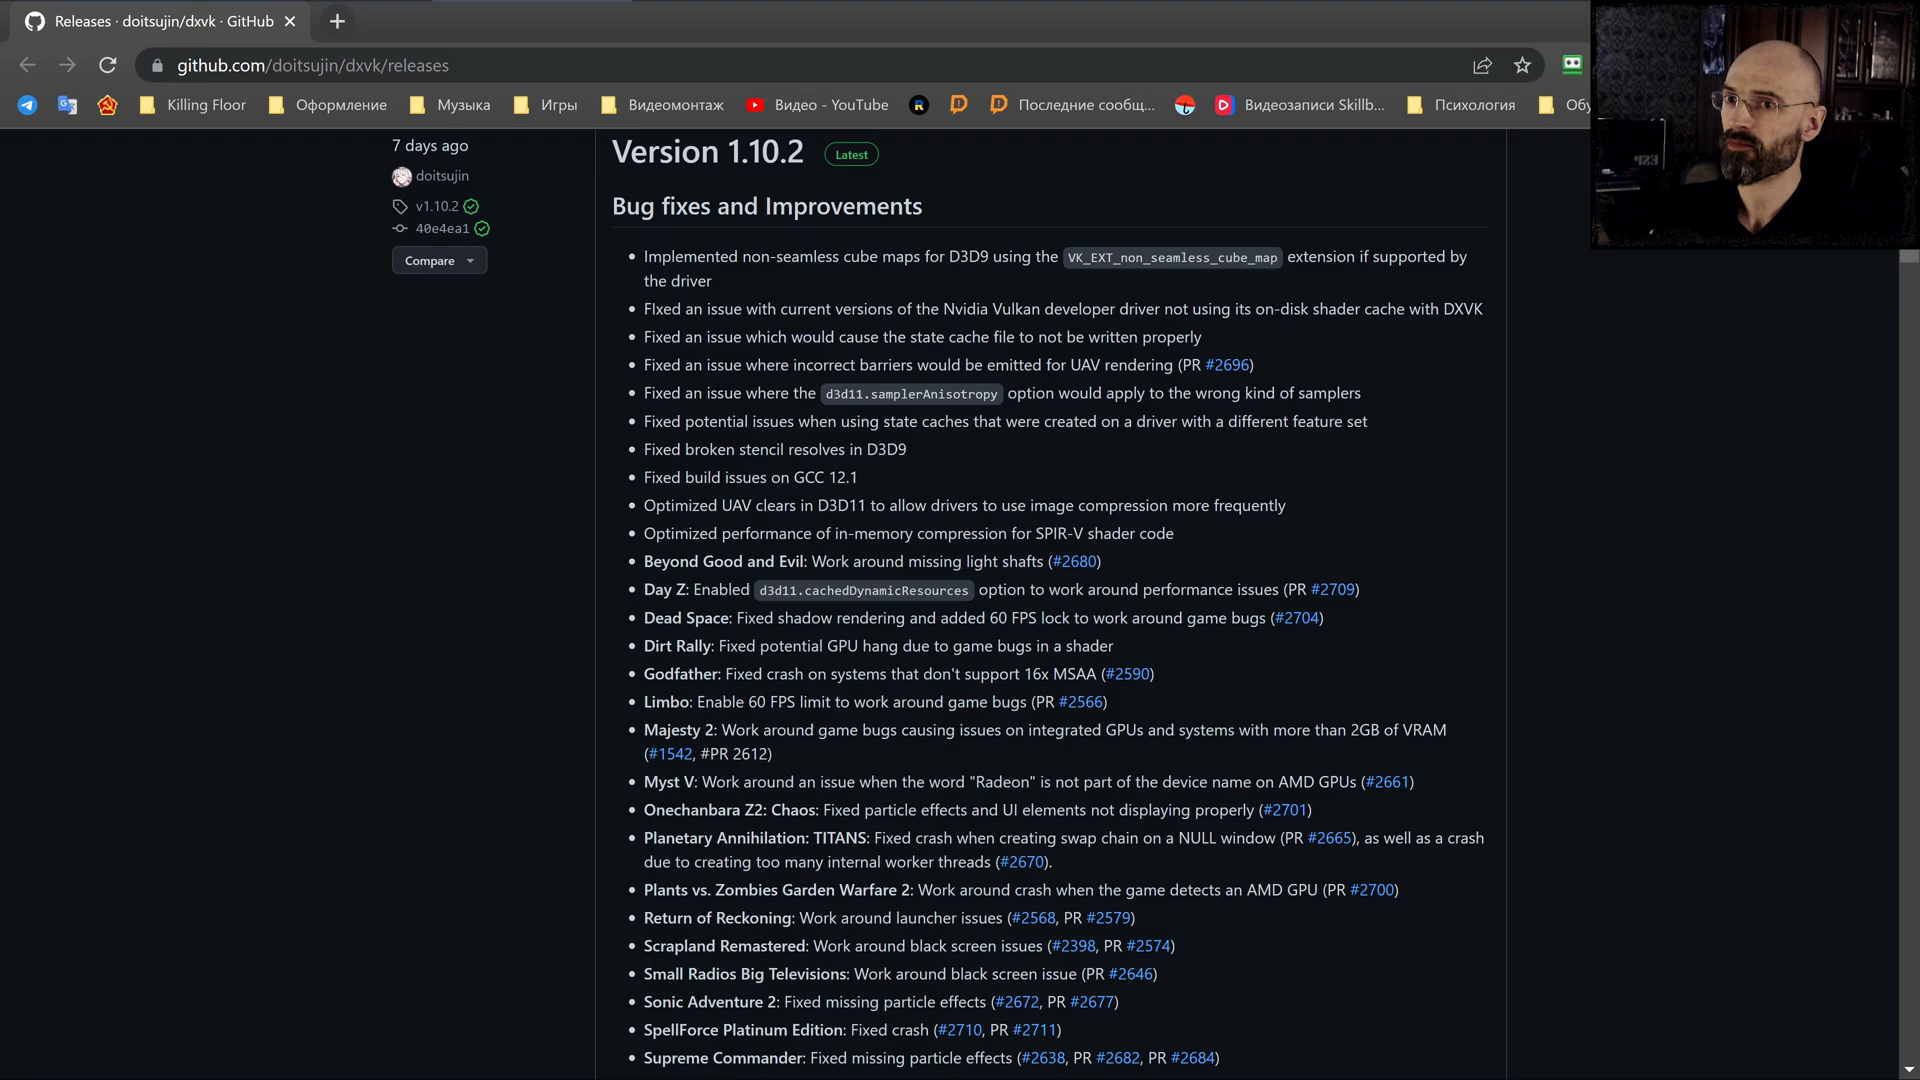 Releases · doitsujin/dxvk · GitHub
github.com/doitsujin/dxvk/releases
Killing Floor Оформление Музыка Игры Видеомонтаж Видео - YouTube Последние сообщ... Видеозаписи Skillb... Психология Обу
7 days ago
doitsujin
v1.10.2
40e4ea1
Compare
Version 1.10.2 Latest
Bug fixes and Improvements
Implemented non-seamless cube maps for D3D9 using the VK_EXT_non_seamless_cube_map extension if supported by
the driver
FIxed an issue with current versions of the Nvidia Vulkan developer driver not using its on-disk shader cache with DXVK
Fixed an issue which would cause the state cache file to not be written properly
Fixed an issue where incorrect barriers would be emitted for UAV rendering (PR #2696)
Fixed an issue where the d3d11.samplerAnisotropy option would apply to the wrong kind of samplers
Fixed potential issues when using state caches that were created on a driver with a different feature set
Fixed broken stencil resolves in D3D9
Fixed build issues on GCC 12.1
Optimized UAV clears in D3D11 to allow drivers to use image compression more frequently
Optimized performance of in-memory compression for SPIR-V shader code
Beyond Good and Evil: Work around missing light shafts (#2680)
Day Z: Enabled d3d11.cachedDynamicResources option to work around performance issues (PR #2709)
Dead Space: Fixed shadow rendering and added 60 FPS lock to work around game bugs (#2704)
Dirt Rally: Fixed potential GPU hang due to game bugs in a shader
Godfather: Fixed crash on systems that don't support 16x MSAA (#2590)
Limbo: Enable 60 FPS limit to work around game bugs (PR #2566)
Majesty 2: Work around game bugs causing issues on integrated GPUs and systems with more than 2GB of VRAM
(#1542, #PR 2612)
Myst V: Work around an issue when the word "Radeon" is not part of the device name on AMD GPUs (#2661)
Onechanbara Z2: Chaos: Fixed particle effects and UI elements not displaying properly (#2701)
Planetary Annihilation: TITANS: Fixed crash when creating swap chain on a NULL window (PR #2665), as well as a crash
due to creating too many internal worker threads (#2670).
Plants vs. Zombies Garden Warfare 2: Work around crash when the game detects an AMD GPU (PR #2700)
Return of Reckoning: Work around launcher issues (#2568, PR #2579)
Scrapland Remastered: Work around black screen issues (#2398, PR #2574)
Small Radios Big Televisions: Work around black screen issue (PR #2646)
Sonic Adventure 2: Fixed missing particle effects (#2672, PR #2677)
SpellForce Platinum Edition: Fixed crash (#2710, PR #2711)
Supreme Commander: Fixed missing particle effects (#2638, PR #2682, PR #2684)